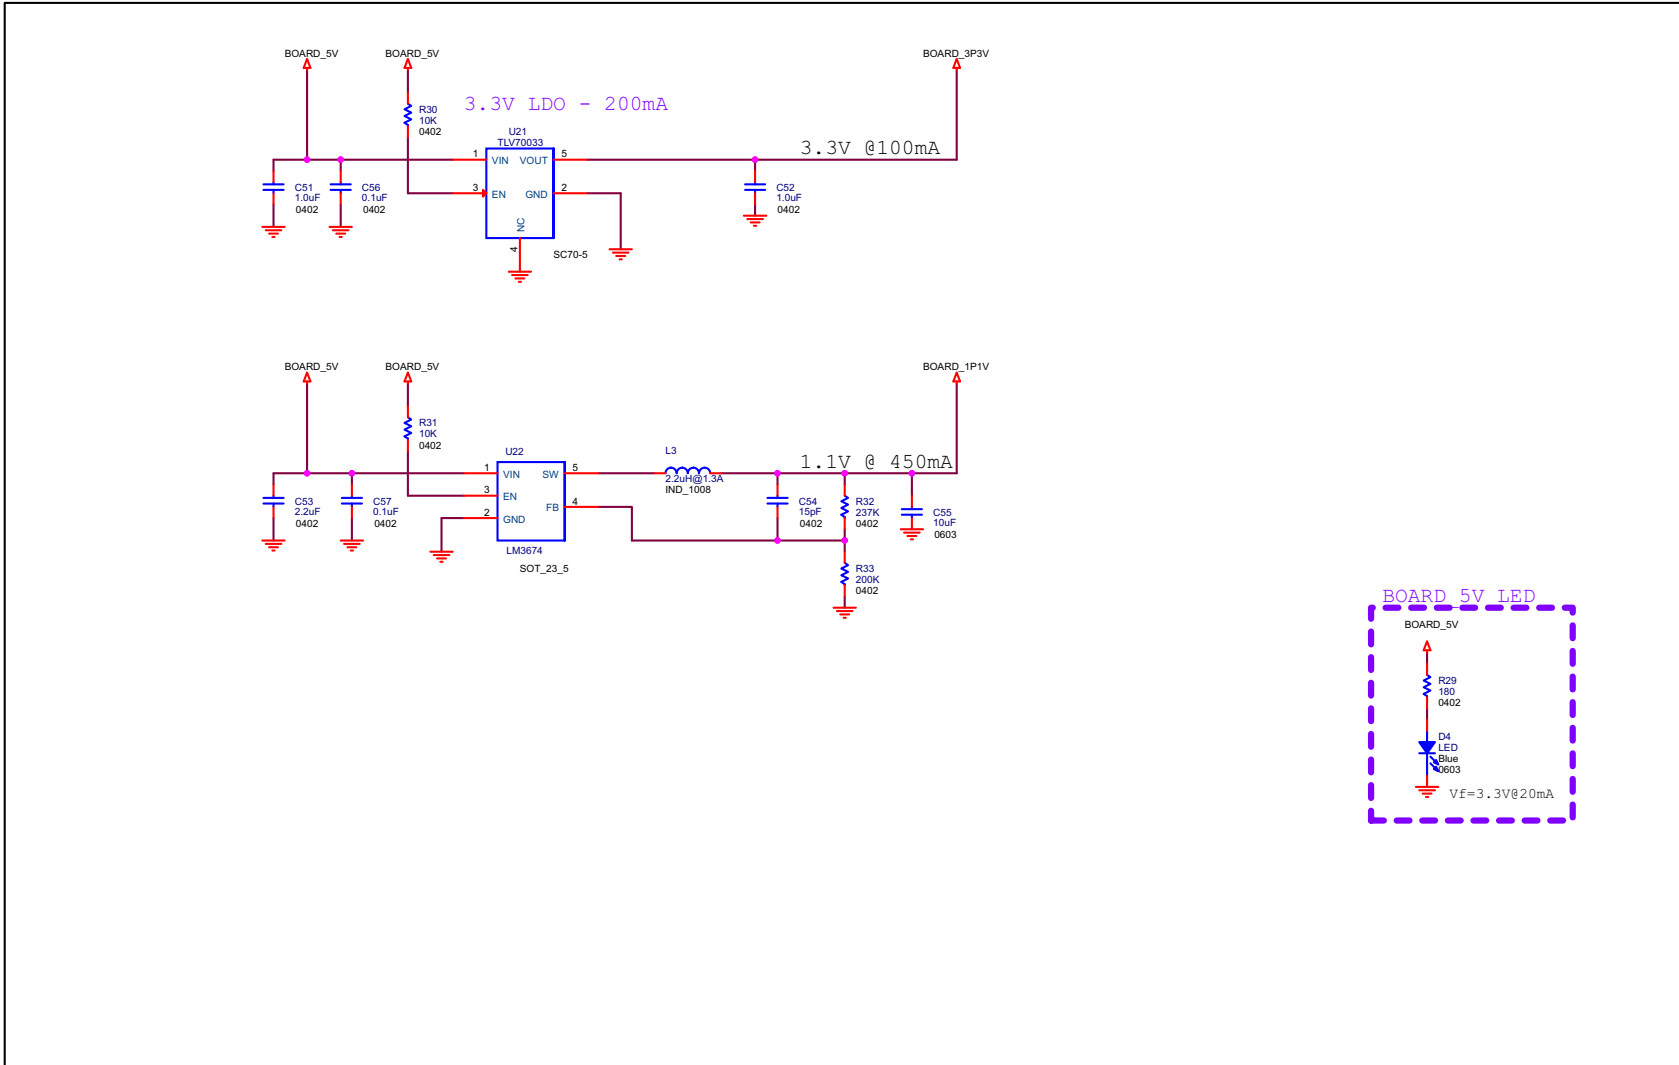 BOARD_5V
BOARD_5V
BOARD_3P3V
R30
10K
0402
3.3V LDO - 200mA
U21
TLV70033
1
VIN
VOUT
5
3
EN
GND
2
NC
4
SC70-5
C51
1.0uF
0402
C56
0.1uF
0402
3.3V @100mA
C52
1.0uF
0402
BOARD_5V
BOARD_5V
BOARD_1P1V
R31
10K
0402
U22
1
VIN
SW
5
3
EN
2
GND
FB
4
LM3674
SOT_23_5
C53
2.2uF
0402
C57
0.1uF
0402
L3
2.2uH@1.3A
IND_1008
1.1V @ 450mA
C54
15pF
0402
R32
237K
0402
C55
10uF
0603
R33
200K
0402
BOARD 5V LED
BOARD_5V
R29
180
0402
D4
LED
Blue
0603
Vf=3.3V@20mA